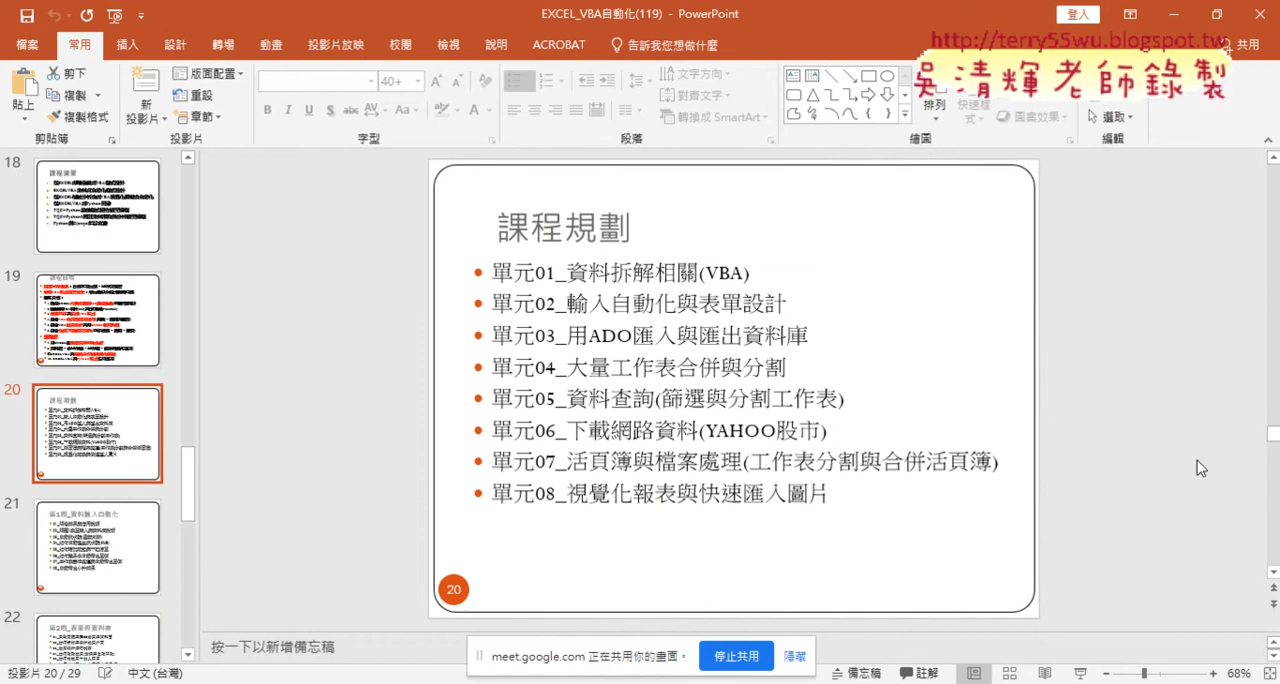 EXCEL_VBA自動化(119) - PowerPoint
登入
檔案 常用 插入 設計 轉場 動畫 投影片放映 校閱 檢視 說明 ACROBAT 告訴我您想做什麼 共用
http://terry55wu.blogspot.tw
吳清輝老師錄製
貼上 剪下 複製 複製格式 剪貼簿
新投影片 版面配置 重設 章節 投影片
40+ 字型
文字方向 對齊文字 轉換成 SmartArt 段落
排列 快速樣式 圖案效果 繪圖
選取 編輯
18
19
20
21
22
課程規劃
單元01_資料拆解相關(VBA)
單元02_輸入自動化與表單設計
單元03_用ADO匯入與匯出資料庫
單元04_大量工作表合併與分割
單元05_資料查詢(篩選與分割工作表)
單元06_下載網路資料(YAHOO股市)
單元07_活頁簿與檔案處理(工作表分割與合併活頁簿)
單元08_視覺化報表與快速匯入圖片
20
按一下以新增備忘稿
meet.google.com 正在共用你的畫面。 停止共用 隱藏
投影片 20 / 29 中文 (台灣) 備忘稿 註解 68%